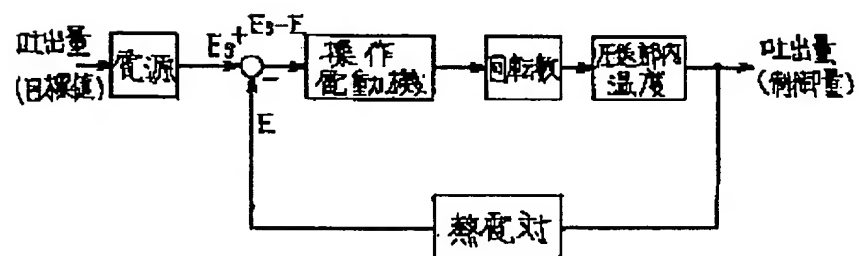 吐出量
(目標値)
電源
Es
+
Es-E
-
操作
電動機
回転数
圧送部内
温度
吐出量
(制御量)
E
熱電対